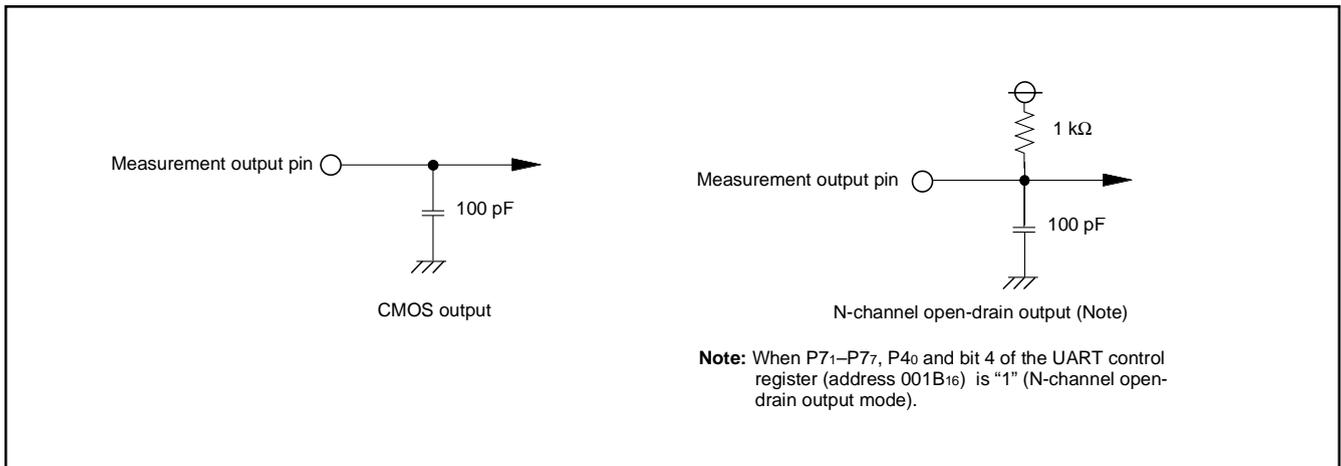 Measurement output pin
100 pF
CMOS output
1 kΩ
Measurement output pin
100 pF
N-channel open-drain output (Note)
Note: When P71–P77, P40 and bit 4 of the UART control
register (address 001B16) is “1” (N-channel open-
drain output mode).